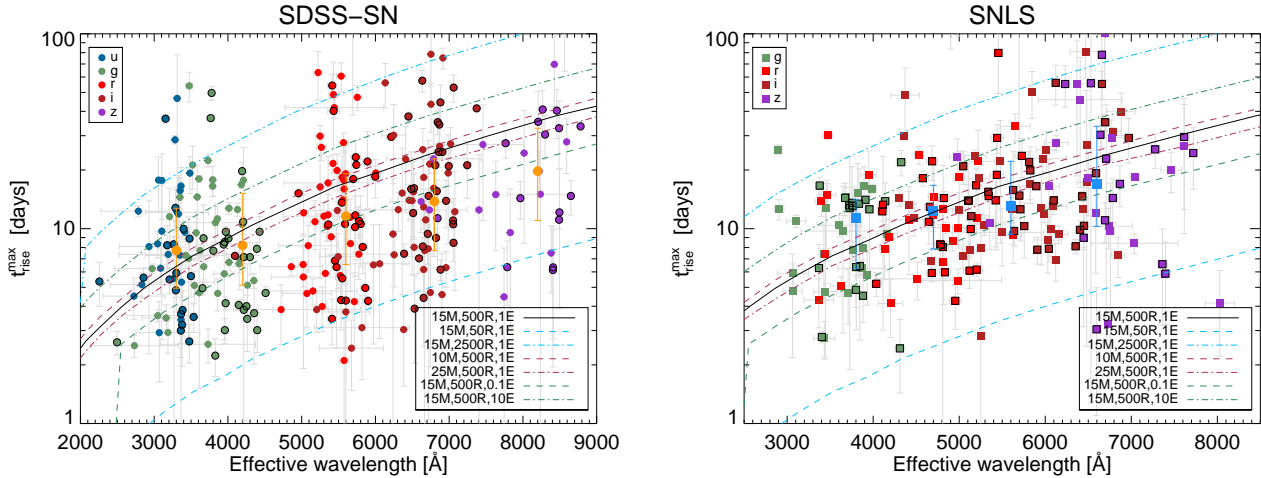 SDSS–SN
100
10
1
t_rise^max [days]
u
g
r
i
z
15M,500R,1E
15M,50R,1E
15M,2500R,1E
10M,500R,1E
25M,500R,1E
15M,500R,0.1E
15M,500R,10E
2000 3000 4000 5000 6000 7000 8000 9000
Effective wavelength [Å]
SNLS
100
10
1
t_rise^max [days]
g
r
i
z
15M,500R,1E
15M,50R,1E
15M,2500R,1E
10M,500R,1E
25M,500R,1E
15M,500R,0.1E
15M,500R,10E
3000 4000 5000 6000 7000 8000
Effective wavelength [Å]